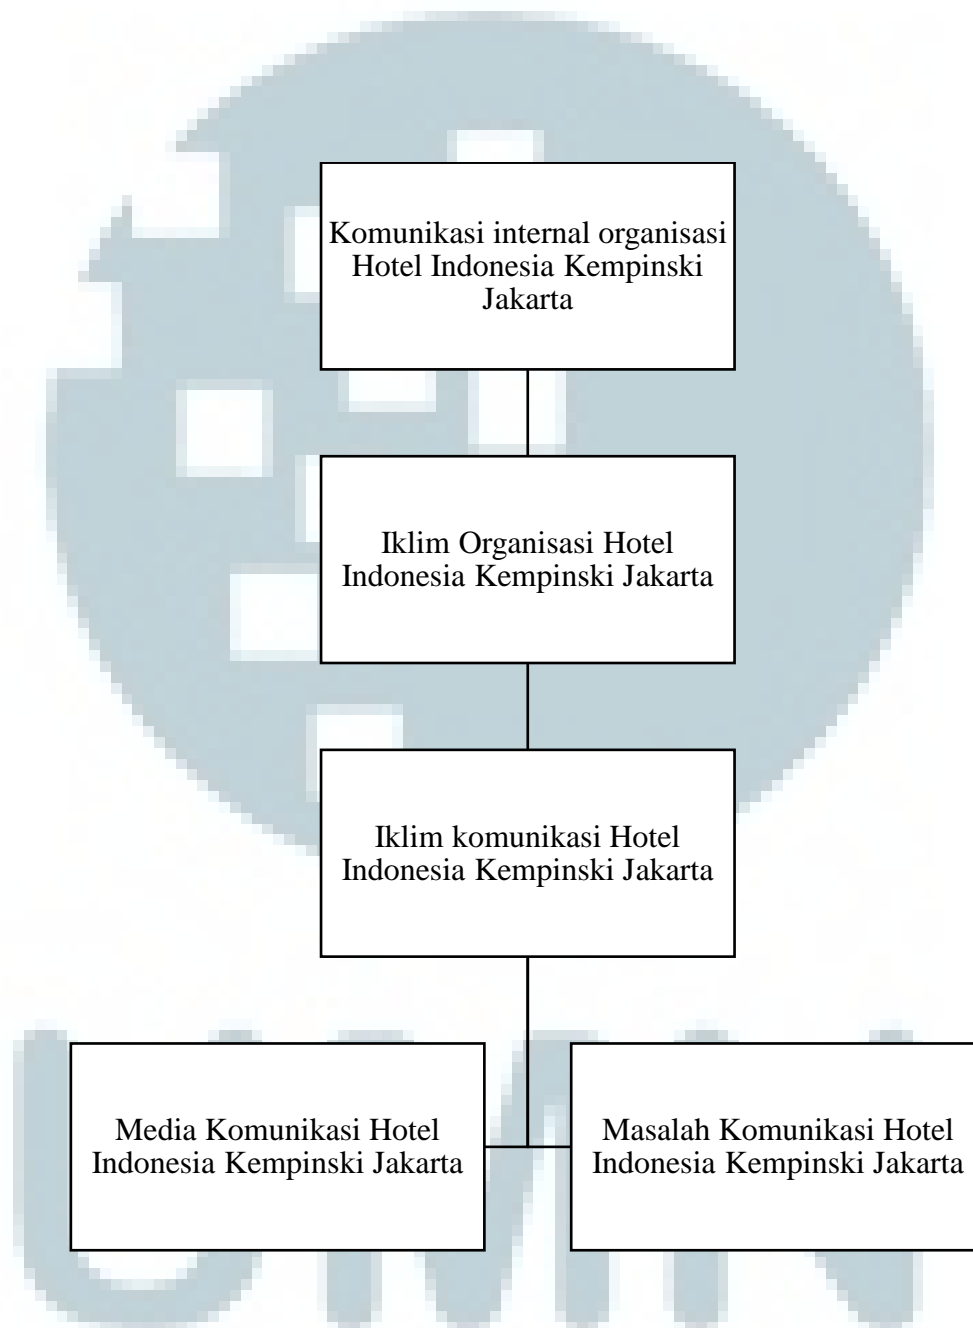 Komunikasi internal organisasi
Hotel Indonesia Kempinski
Jakarta
Iklim Organisasi Hotel
Indonesia Kempinski Jakarta
Iklim komunikasi Hotel
Indonesia Kempinski Jakarta
Media Komunikasi Hotel
Indonesia Kempinski Jakarta
Masalah Komunikasi Hotel
Indonesia Kempinski Jakarta
UMN